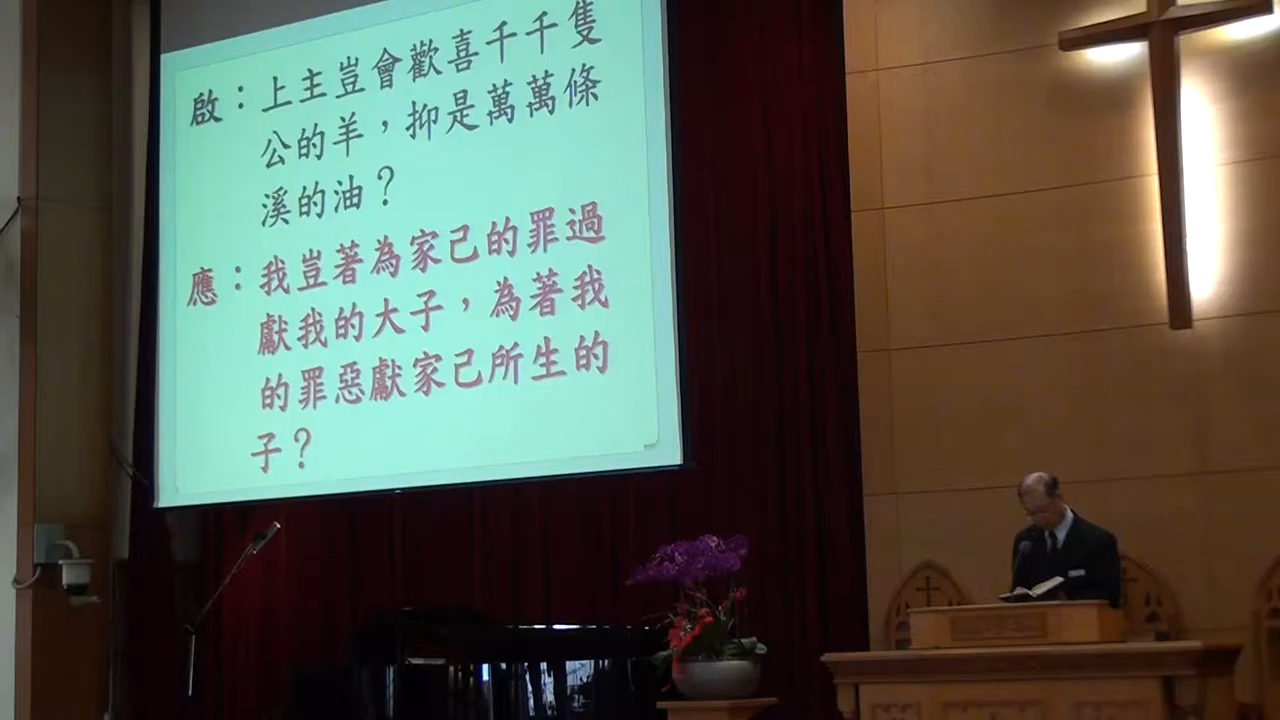 啟：上主豈會歡喜千千隻
公的羊，抑是萬萬條
溪的油？
應：我豈著為家己的罪過
獻我的大子，為著我
的罪惡獻家己所生的
子？